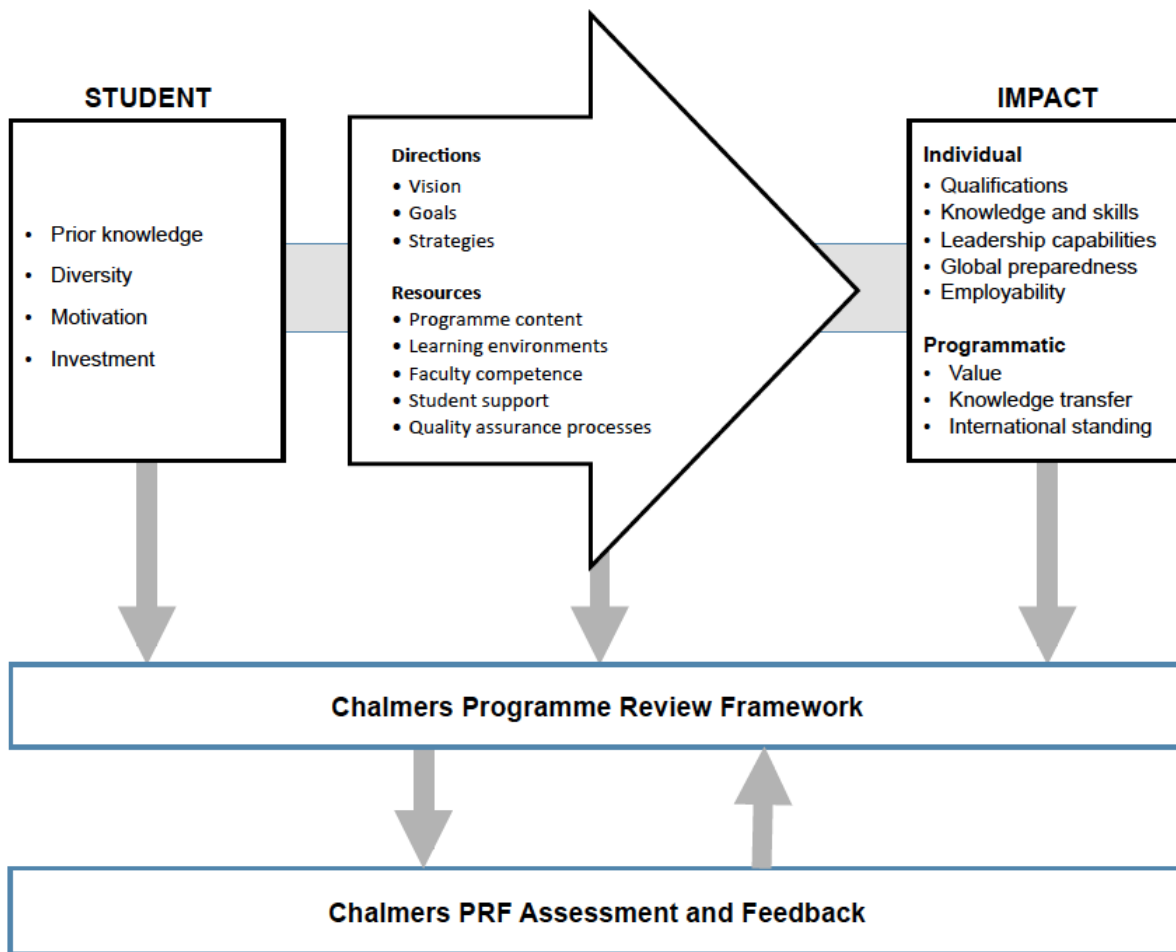 STUDENT
• Prior knowledge
• Diversity
• Motivation
• Investment
Directions
• Vision
• Goals
• Strategies
Resources
• Programme content
• Learning environments
• Faculty competence
• Student support
• Quality assurance processes
IMPACT
Individual
• Qualifications
• Knowledge and skills
• Leadership capabilities
• Global preparedness
• Employability
Programmatic
• Value
• Knowledge transfer
• International standing
Chalmers Programme Review Framework
Chalmers PRF Assessment and Feedback